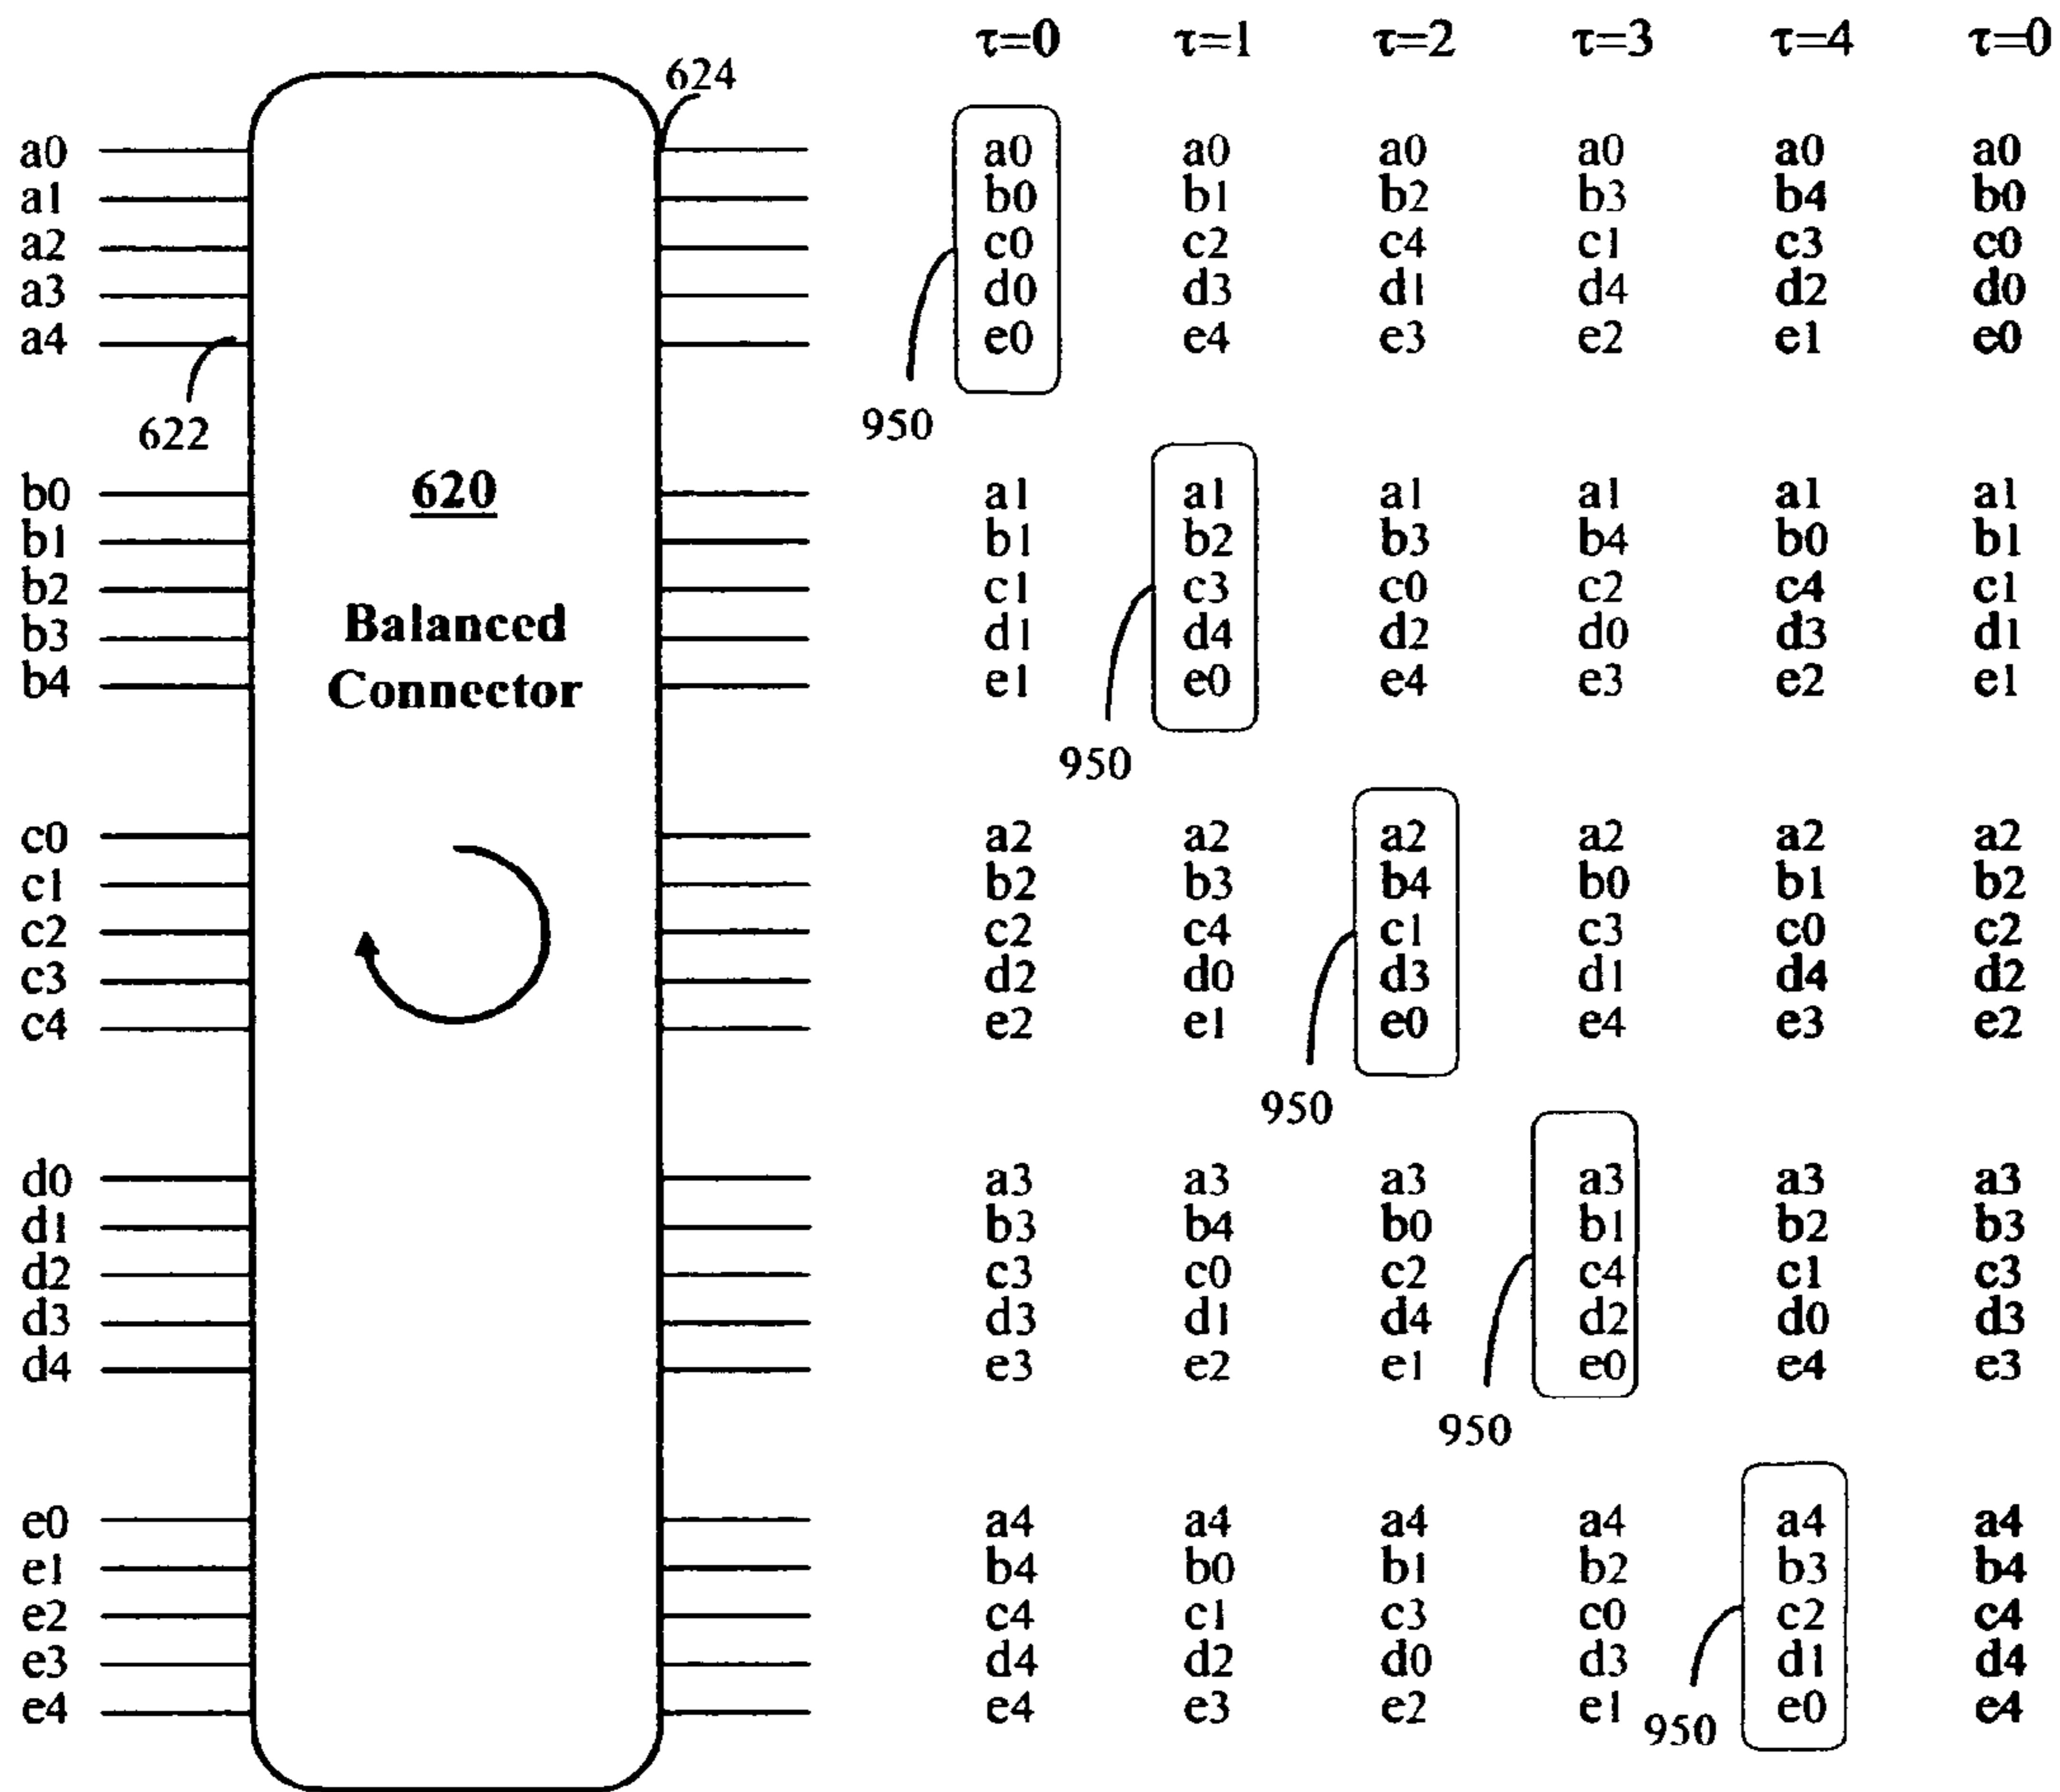 τ=0 τ=1 τ=2 τ=3 τ=4 τ=0
624
a0 a0 a0 a0 a0 a0 a0
a1 b0 b1 b2 b3 b4 b0
a2 c0 c2 c4 c1 c3 c0
a3 d0 d3 d1 d4 d2 d0
a4 e0 e4 e3 e2 e1 e0
622 950
b0 620 a1 a1 a1 a1 a1 a1
b1 b1 b2 b3 b4 b0 b1
b2 Balanced c1 c3 c0 c2 c4 c1
b3 d1 d4 d2 d0 d3 d1
b4 Connector e1 e0 e4 e3 e2 e1
950
c0 a2 a2 a2 a2 a2 a2
c1 b2 b3 b4 b0 b1 b2
c2 c2 c4 c1 c3 c0 c2
c3 d2 d0 d3 d1 d4 d2
c4 e2 e1 e0 e4 e3 e2
950
d0 a3 a3 a3 a3 a3 a3
d1 b3 b4 b0 b1 b2 b3
d2 c3 c0 c2 c4 c1 c3
d3 d3 d1 d4 d2 d0 d3
d4 e3 e2 e1 e0 e4 e3
950
e0 a4 a4 a4 a4 a4 a4
e1 b4 b0 b1 b2 b3 b4
e2 c4 c1 c3 c0 c2 c4
e3 d4 d2 d0 d3 d1 d4
e4 e4 e3 e2 e1 e0 e4
950